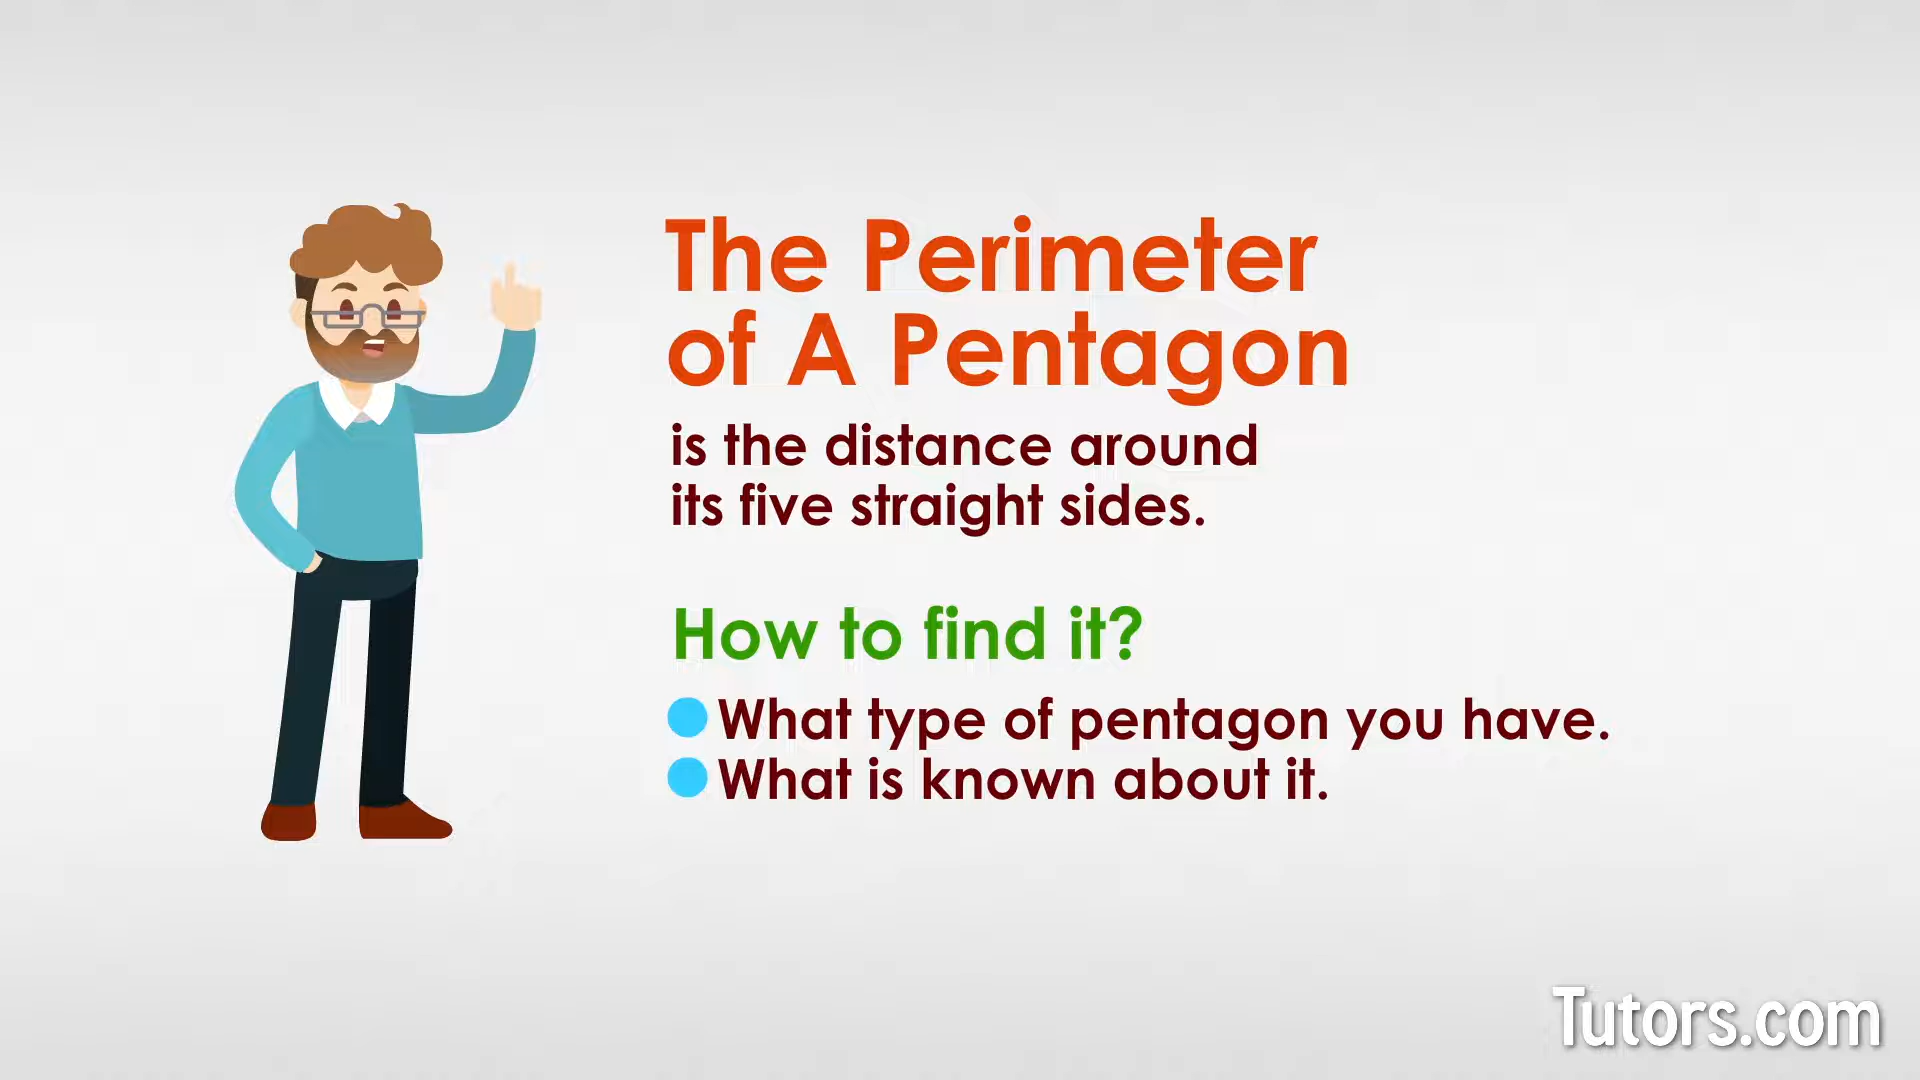 The Perimeter
of A Pentagon
is the distance around
its five straight sides.
How to find it?
What type of pentagon you have.
What is known about it.
Tutors.com